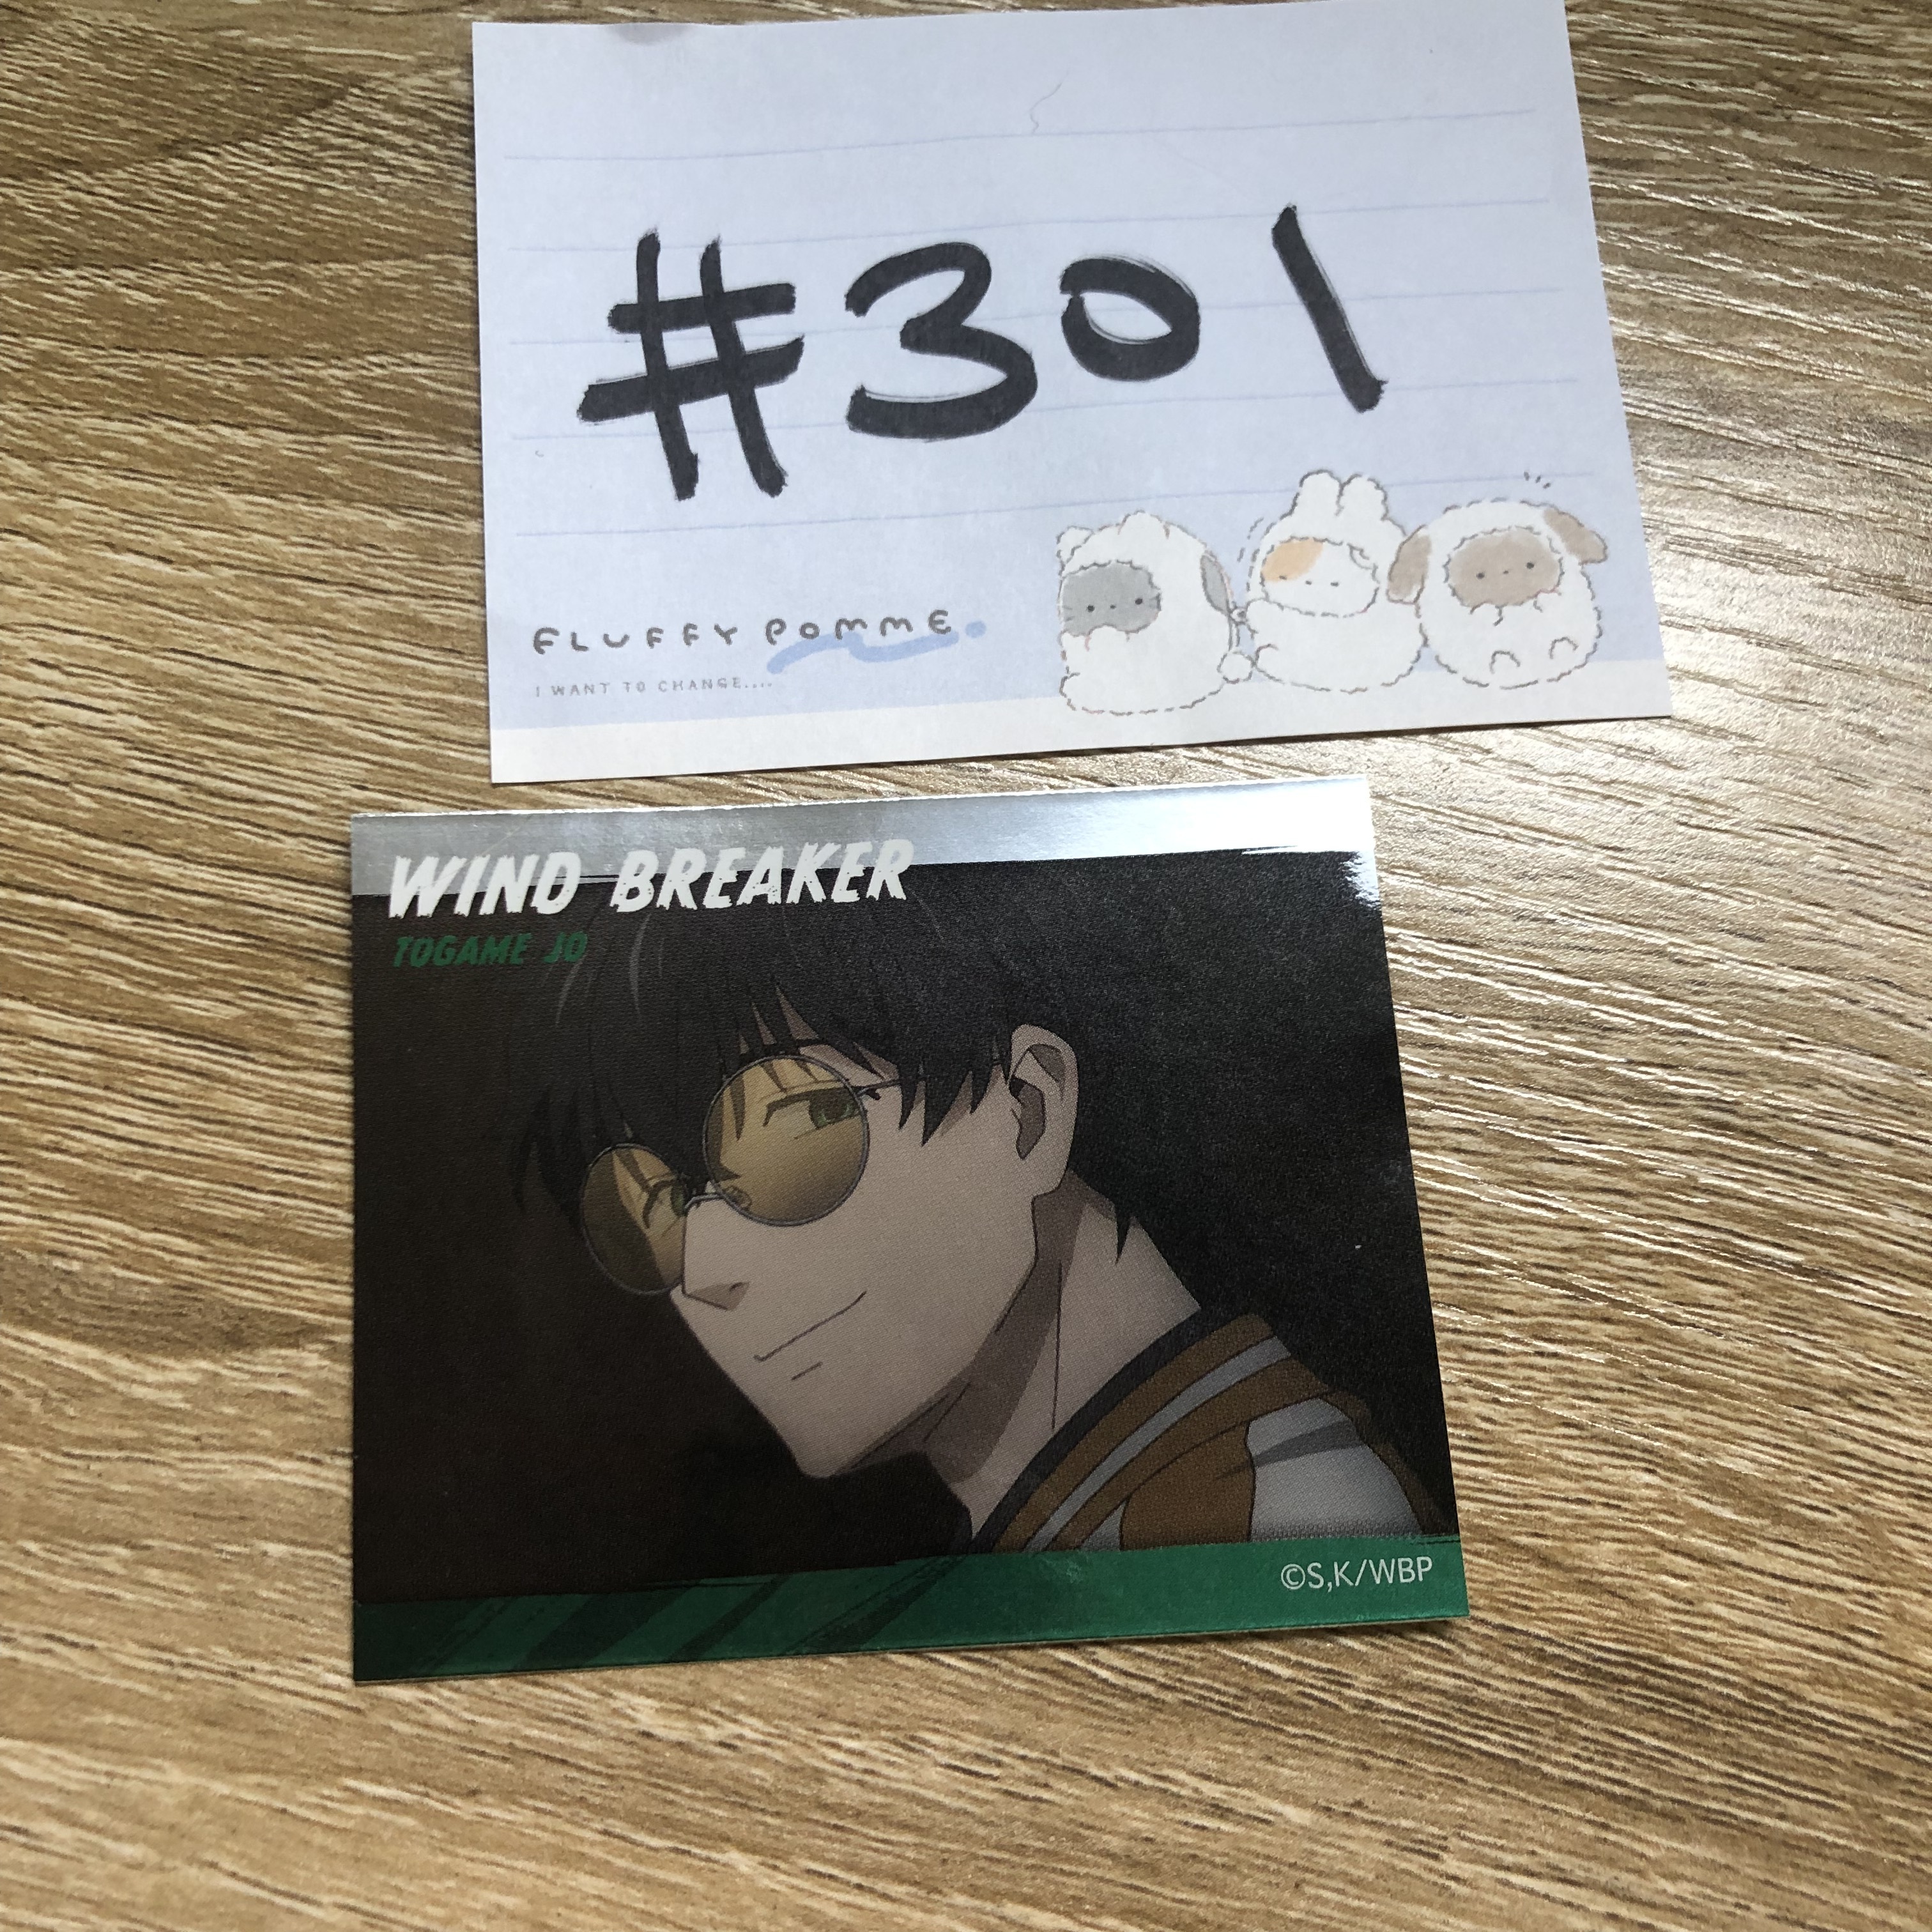 #301
FLUFFY POMME
I WANT TO CHANGE....
WIND BREAKER
TOGAME JO
©S,K/WBP